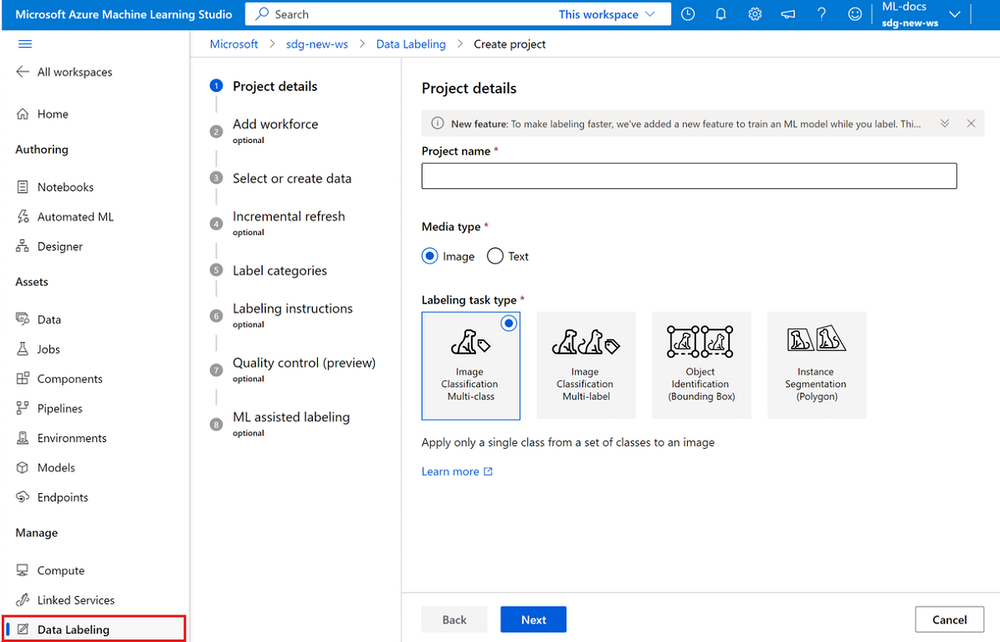 Microsoft Azure Machine Learning Studio
Search
This workspace
ML-docs
sdg-new-ws
All workspaces
Home
Authoring
Notebooks
Automated ML
Designer
Assets
Data
Jobs
Components
Pipelines
Environments
Models
Endpoints
Manage
Compute
Linked Services
Data Labeling
Microsoft > sdg-new-ws > Data Labeling > Create project
1 Project details
2 Add workforce
optional
3 Select or create data
4 Incremental refresh
optional
5 Label categories
6 Labeling instructions
optional
7 Quality control (preview)
optional
8 ML assisted labeling
optional
Project details
New feature: To make labeling faster, we've added a new feature to train an ML model while you label. Thi...
Project name *
Media type *
Image Text
Labeling task type *
Image
Classification
Multi-class
Image
Classification
Multi-label
Object
Identification
(Bounding Box)
Instance
Segmentation
(Polygon)
Apply only a single class from a set of classes to an image
Learn more
Back Next Cancel